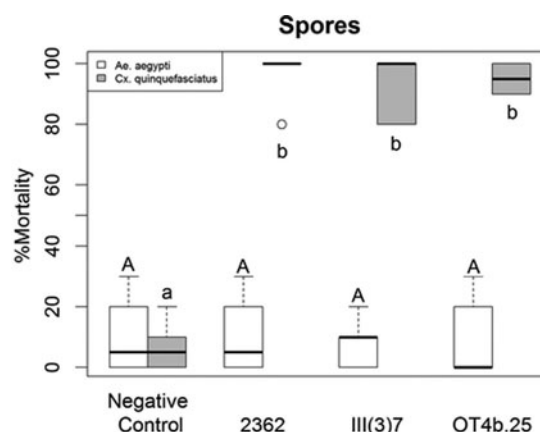 Spores
Ae. aegypti
Cx. quinquefasciatus
%Mortality
100
80
60
40
20
0
A
a
A
b
A
b
A
b
Negative
Control
2362
III(3)7
OT4b.25